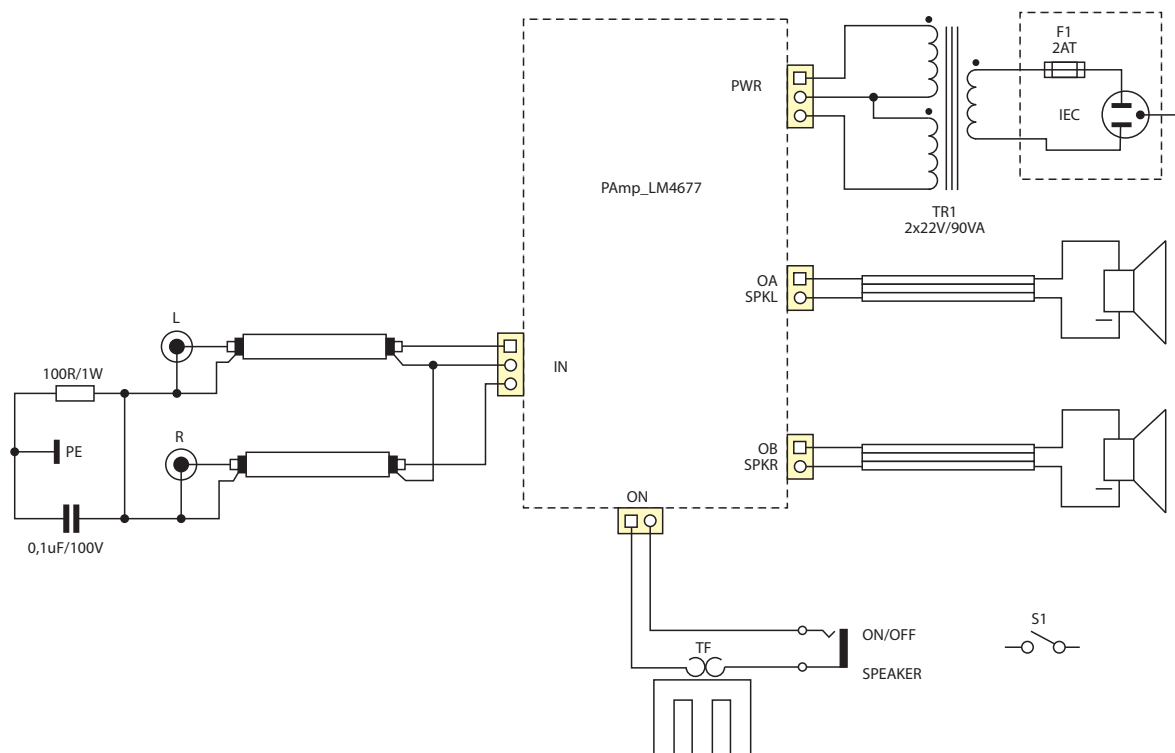 F1
2AT
PWR
IEC
PAmp_LM4677
TR1
2x22V/90VA
OA
SPKL
L
IN
100R/1W
R
PE
OB
SPKR
ON
0,1uF/100V
S1
ON/OFF
TF
SPEAKER